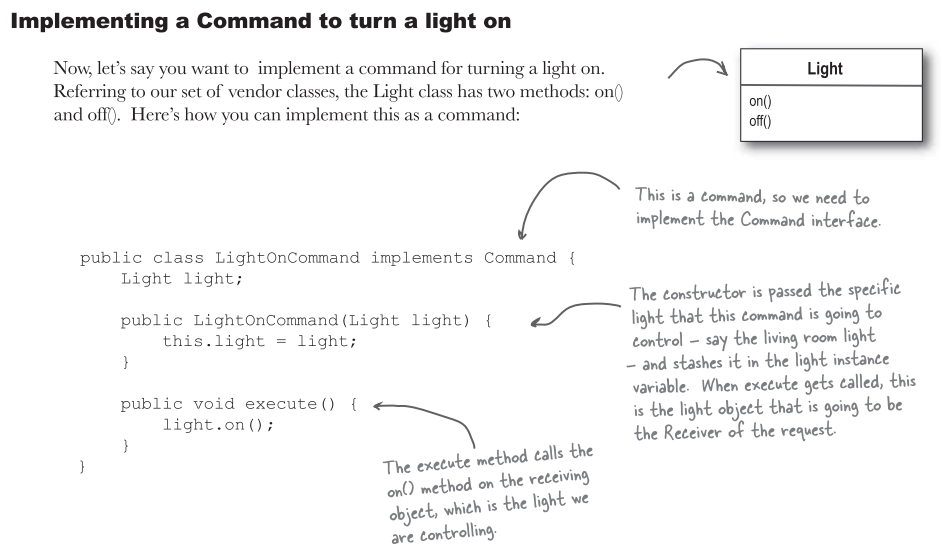 Implementing a Command to turn a light on
Now, let's say you want to implement a command for turning a light on.
Referring to our set of vendor classes, the Light class has two methods: on()
and off(). Here's how you can implement this as a command:
Light
on()
off()
This is a command, so we need to
implement the Command interface.
public class LightOnCommand implements Command {
Light light;
public LightOnCommand(Light light) {
this.light = light;
}
public void execute() {
light.on();
}
}
The constructor is passed the specific
light that this command is going to
control – say the living room light
– and stashes it in the light instance
variable. When execute gets called, this
is the light object that is going to be
the Receiver of the request.
The execute method calls the
on() method on the receiving
object, which is the light we
are controlling.